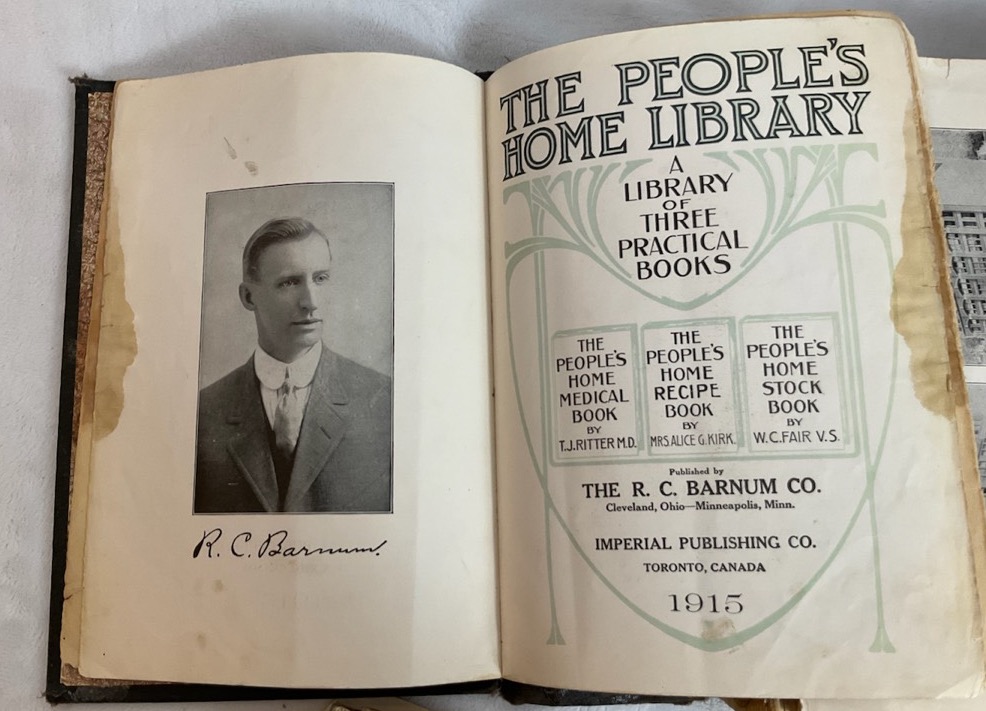 R. C. Barnum.
THE PEOPLE'S
HOME LIBRARY
A
LIBRARY
OF
THREE
PRACTICAL
BOOKS
THE
PEOPLE'S
HOME
MEDICAL
BOOK
BY
T.J.RITTER M.D.
THE
PEOPLE'S
HOME
RECIPE
BOOK
BY
MRS.ALICE G.KIRK.
THE
PEOPLE'S
HOME
STOCK
BOOK
BY
W.C.FAIR V.S.
Published by
THE R. C. BARNUM CO.
Cleveland, Ohio—Minneapolis, Minn.
IMPERIAL PUBLISHING CO.
TORONTO, CANADA
1915